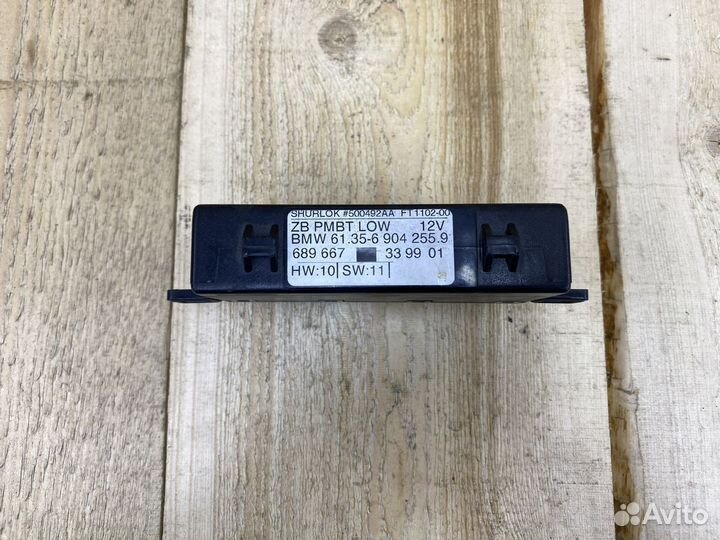 SHURLOK #500492AA FT1102-00
ZB PMBT LOW 12V
BMW 61.35-6 904 255.9
689 667 33 99 01
HW:10| SW:11|
Avito